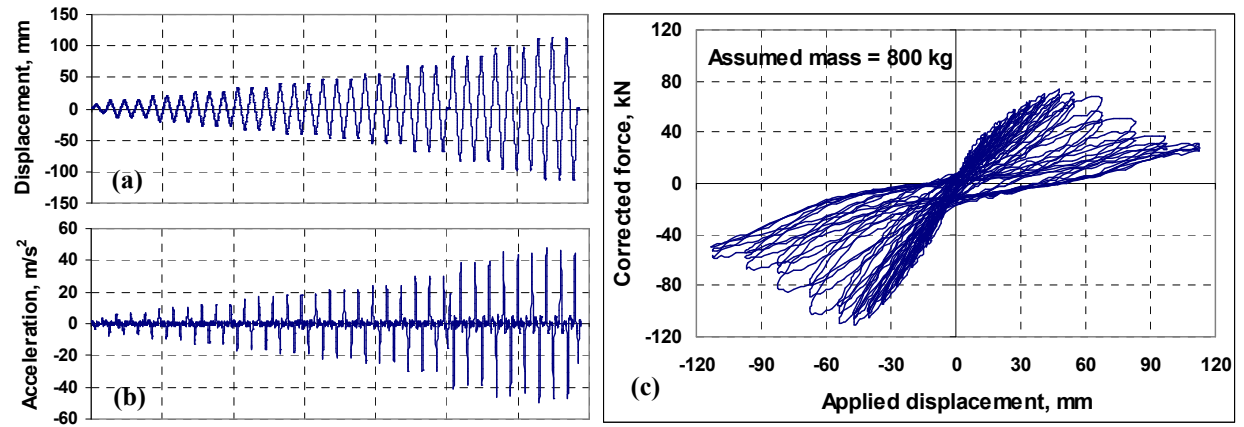 Displacement, mm
150
100
50
0
-50
-100
-150
(a)
Acceleration, m/s²
60
40
20
0
-20
-40
-60
(b)
Corrected force, kN
120
80
40
0
-40
-80
-120
Assumed mass = 800 kg
-120 -90 -60 -30 0 30 60 90 120
(c)
Applied displacement, mm